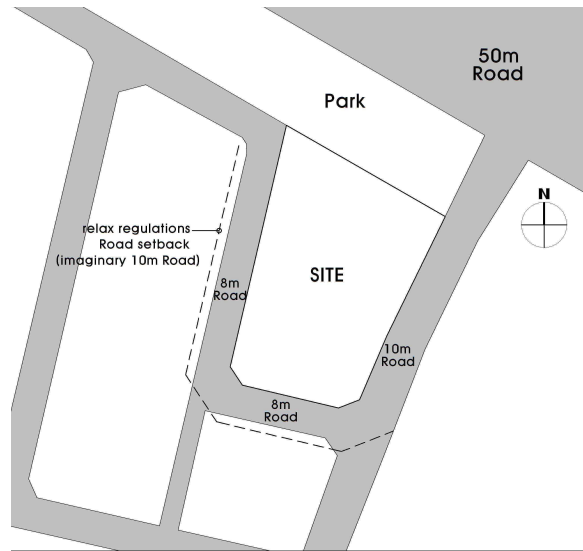 50m
Road
Park
N
relax regulations
Road setback
(imaginary 10m Road)
8m
Road
SITE
10m
Road
8m
Road